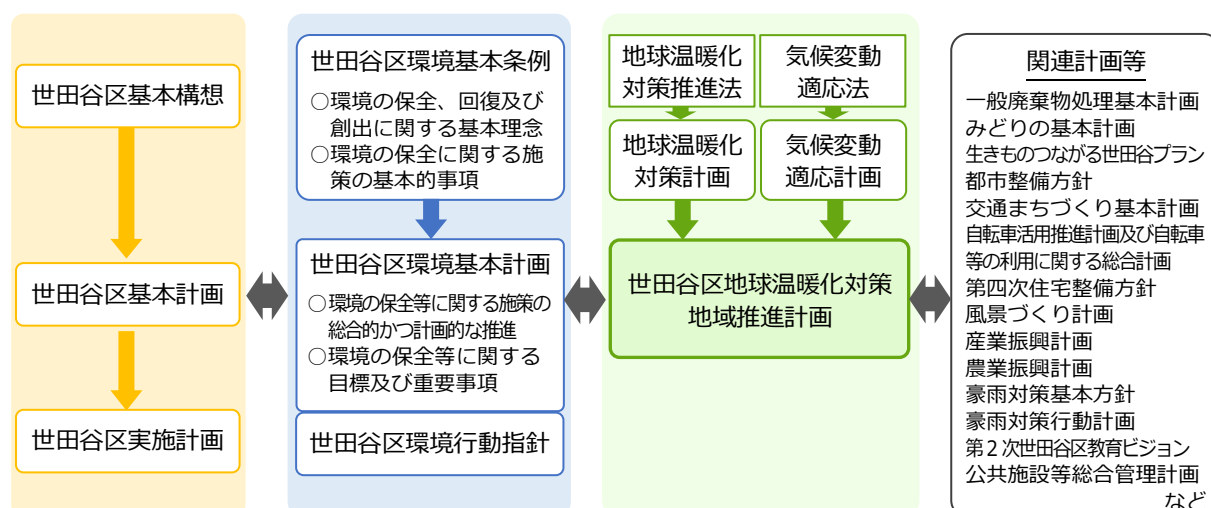 世田谷区基本構想
世田谷区基本計画
世田谷区実施計画
世田谷区環境基本条例
○環境の保全、回復及び
創出に関する基本理念
○環境の保全に関する施
策の基本的事項
世田谷区環境基本計画
○環境の保全等に関する施策の
総合的かつ計画的な推進
○環境の保全等に関する
目標及び重要事項
世田谷区環境行動指針
地球温暖化
対策推進法
気候変動
適応法
地球温暖化
対策計画
気候変動
適応計画
世田谷区地球温暖化対策
地域推進計画
関連計画等
一般廃棄物処理基本計画
みどりの基本計画
生きものつながる世田谷プラン
都市整備方針
交通まちづくり基本計画
自転車活用推進計画及び自転車
等の利用に関する総合計画
第四次住宅整備方針
風景づくり計画
産業振興計画
農業振興計画
豪雨対策基本方針
豪雨対策行動計画
第２次世田谷区教育ビジョン
公共施設等総合管理計画
など